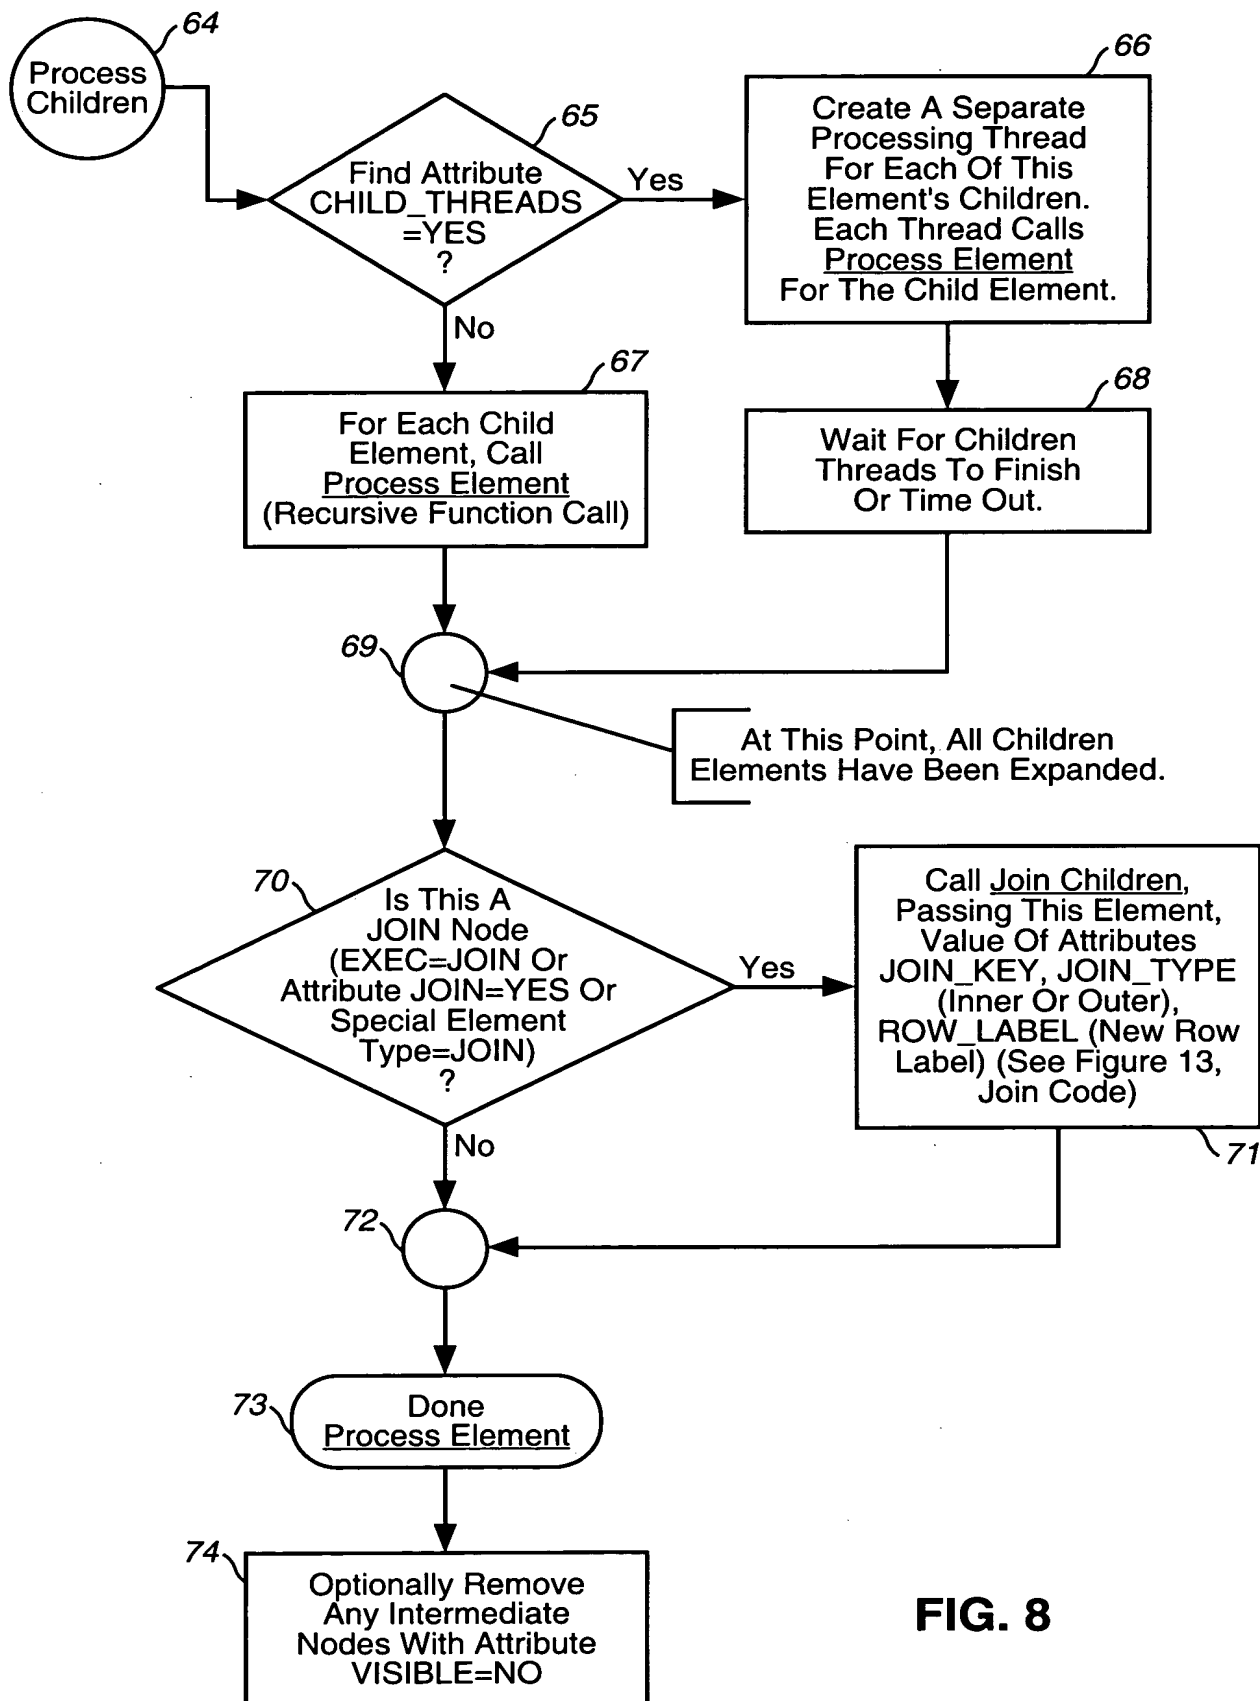 64
Process
Children
65
Find Attribute
CHILD_THREADS
=YES
?
Yes
No
66
Create A Separate
Processing Thread
For Each Of This
Element's Children.
Each Thread Calls
Process Element
For The Child Element.
67
For Each Child
Element, Call
Process Element
(Recursive Function Call)
68
Wait For Children
Threads To Finish
Or Time Out.
69
At This Point, All Children
Elements Have Been Expanded.
70
Is This A
JOIN Node
(EXEC=JOIN Or
Attribute JOIN=YES Or
Special Element
Type=JOIN)
?
Yes
No
Call Join Children,
Passing This Element,
Value Of Attributes
JOIN_KEY, JOIN_TYPE
(Inner Or Outer),
ROW_LABEL (New Row
Label) (See Figure 13,
Join Code)
71
72
73
Done
Process Element
74
Optionally Remove
Any Intermediate
Nodes With Attribute
VISIBLE=NO
FIG. 8